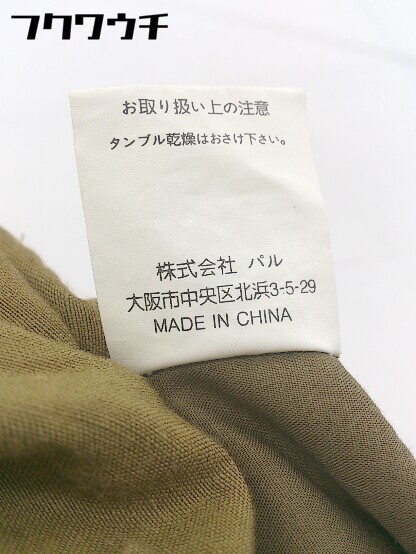 フクワウチ
お取り扱い上の注意
タンブル乾燥はおさけ下さい。
株式会社 パル
大阪市中央区北浜3-5-29
MADE IN CHINA